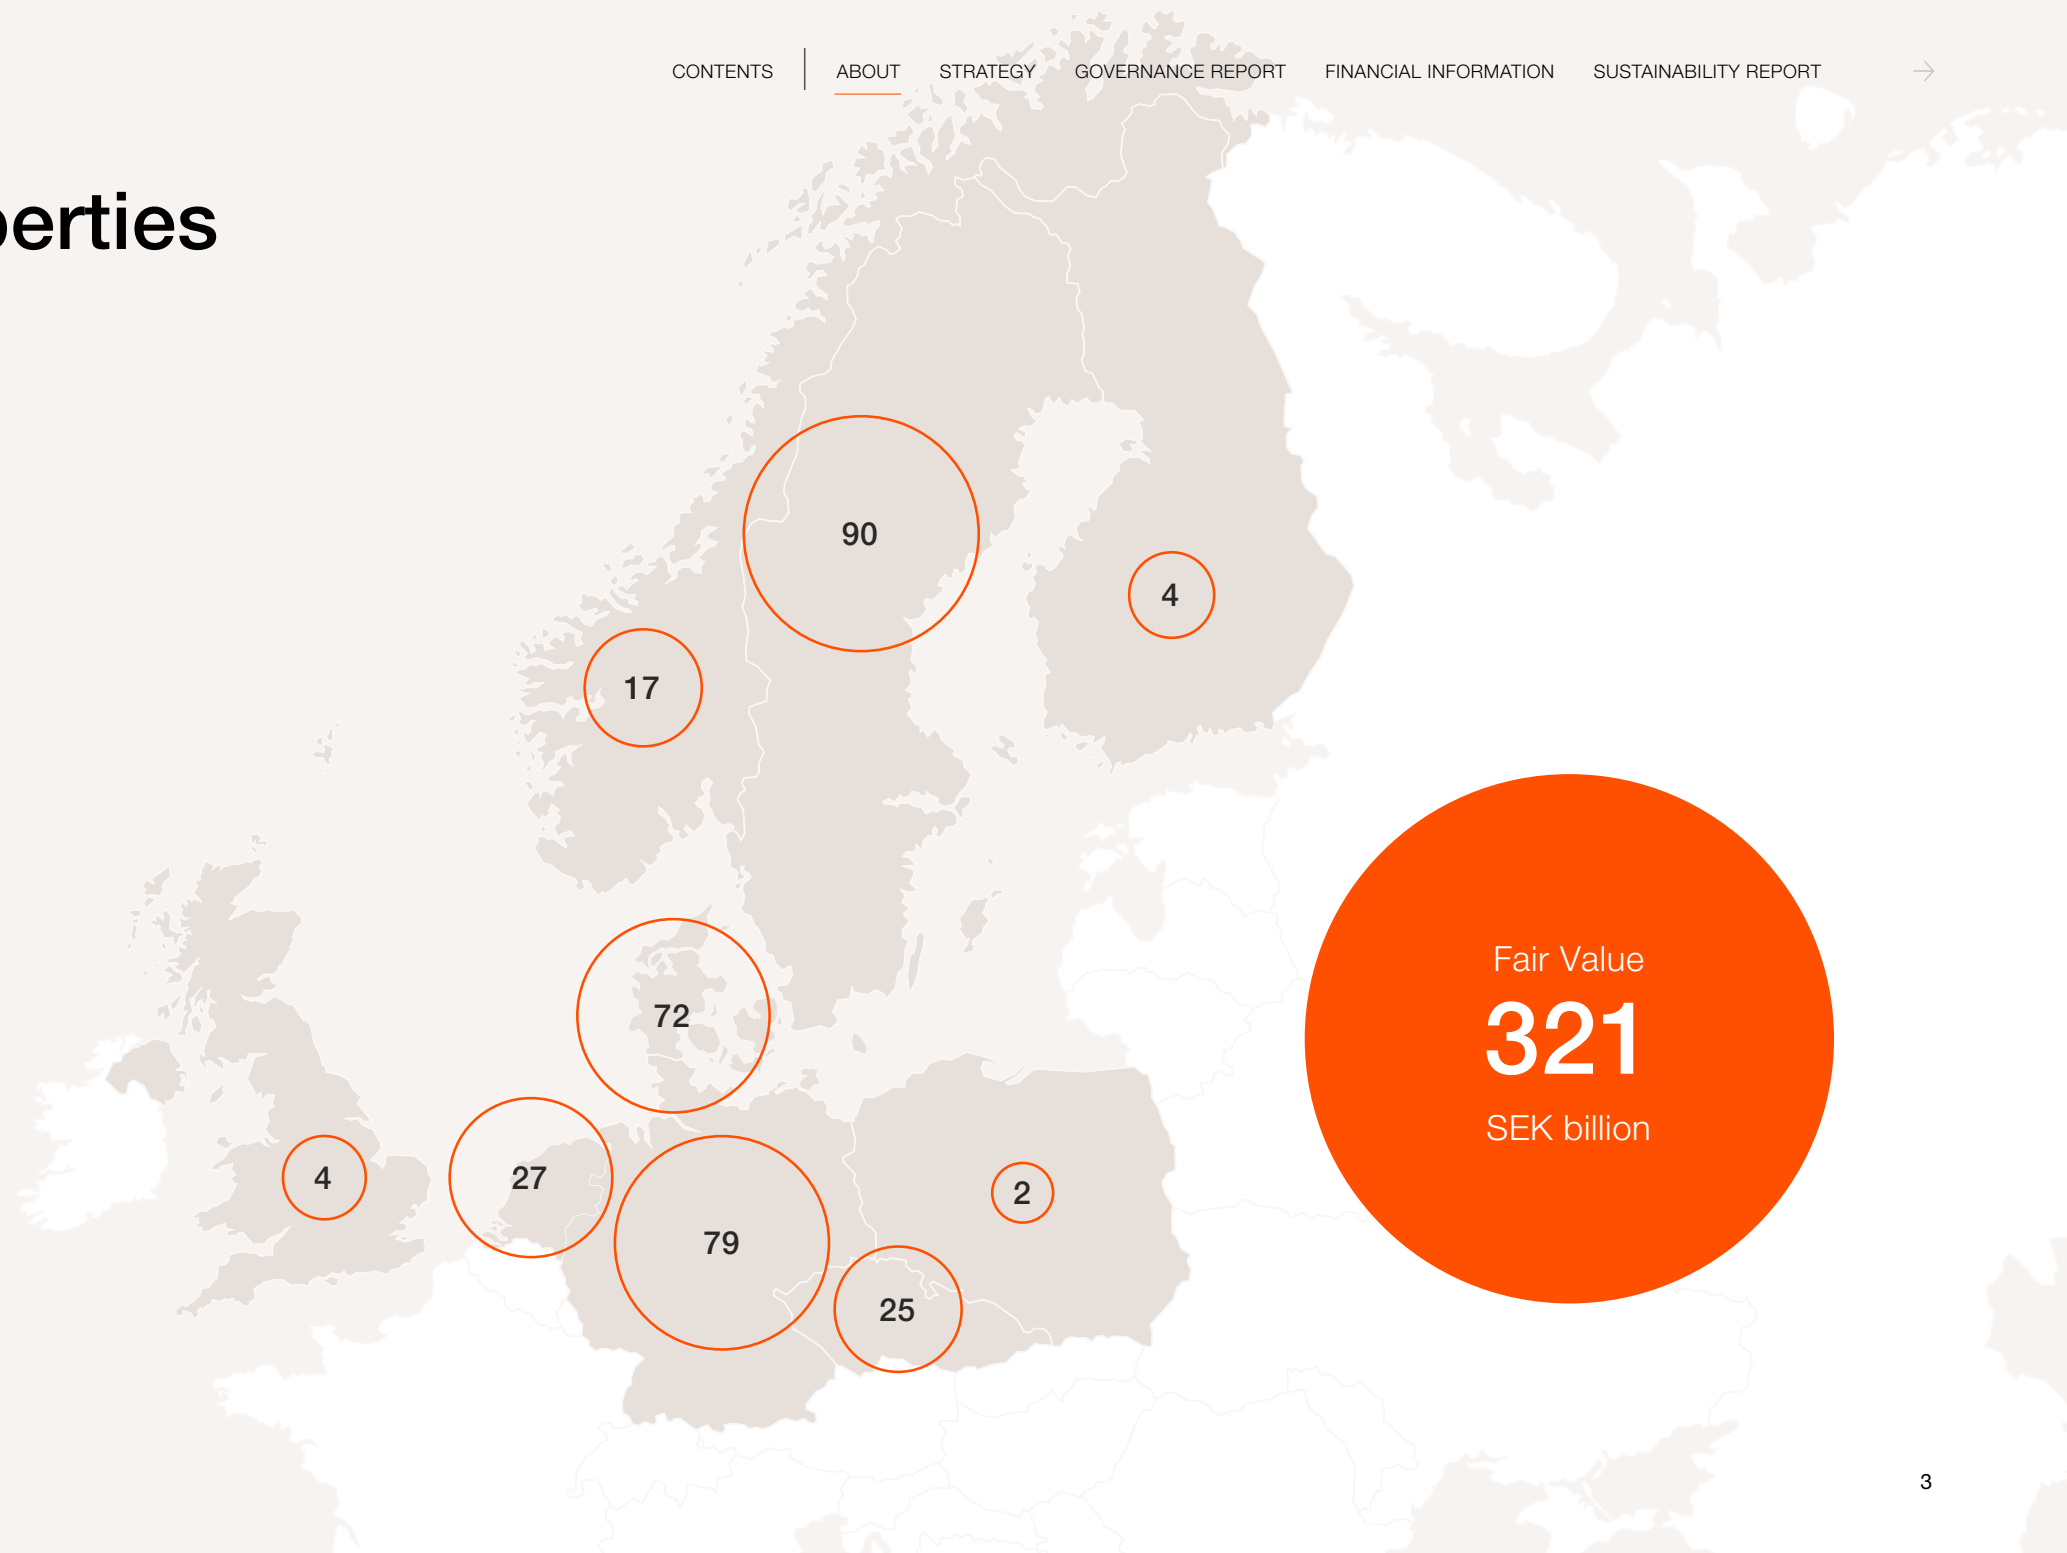 CONTENTS ABOUT STRATEGY GOVERNANCE REPORT FINANCIAL INFORMATION SUSTAINABILITY REPORT
perties
90
4
17
72
Fair Value
321
SEK billion
4
27
2
79
25
3